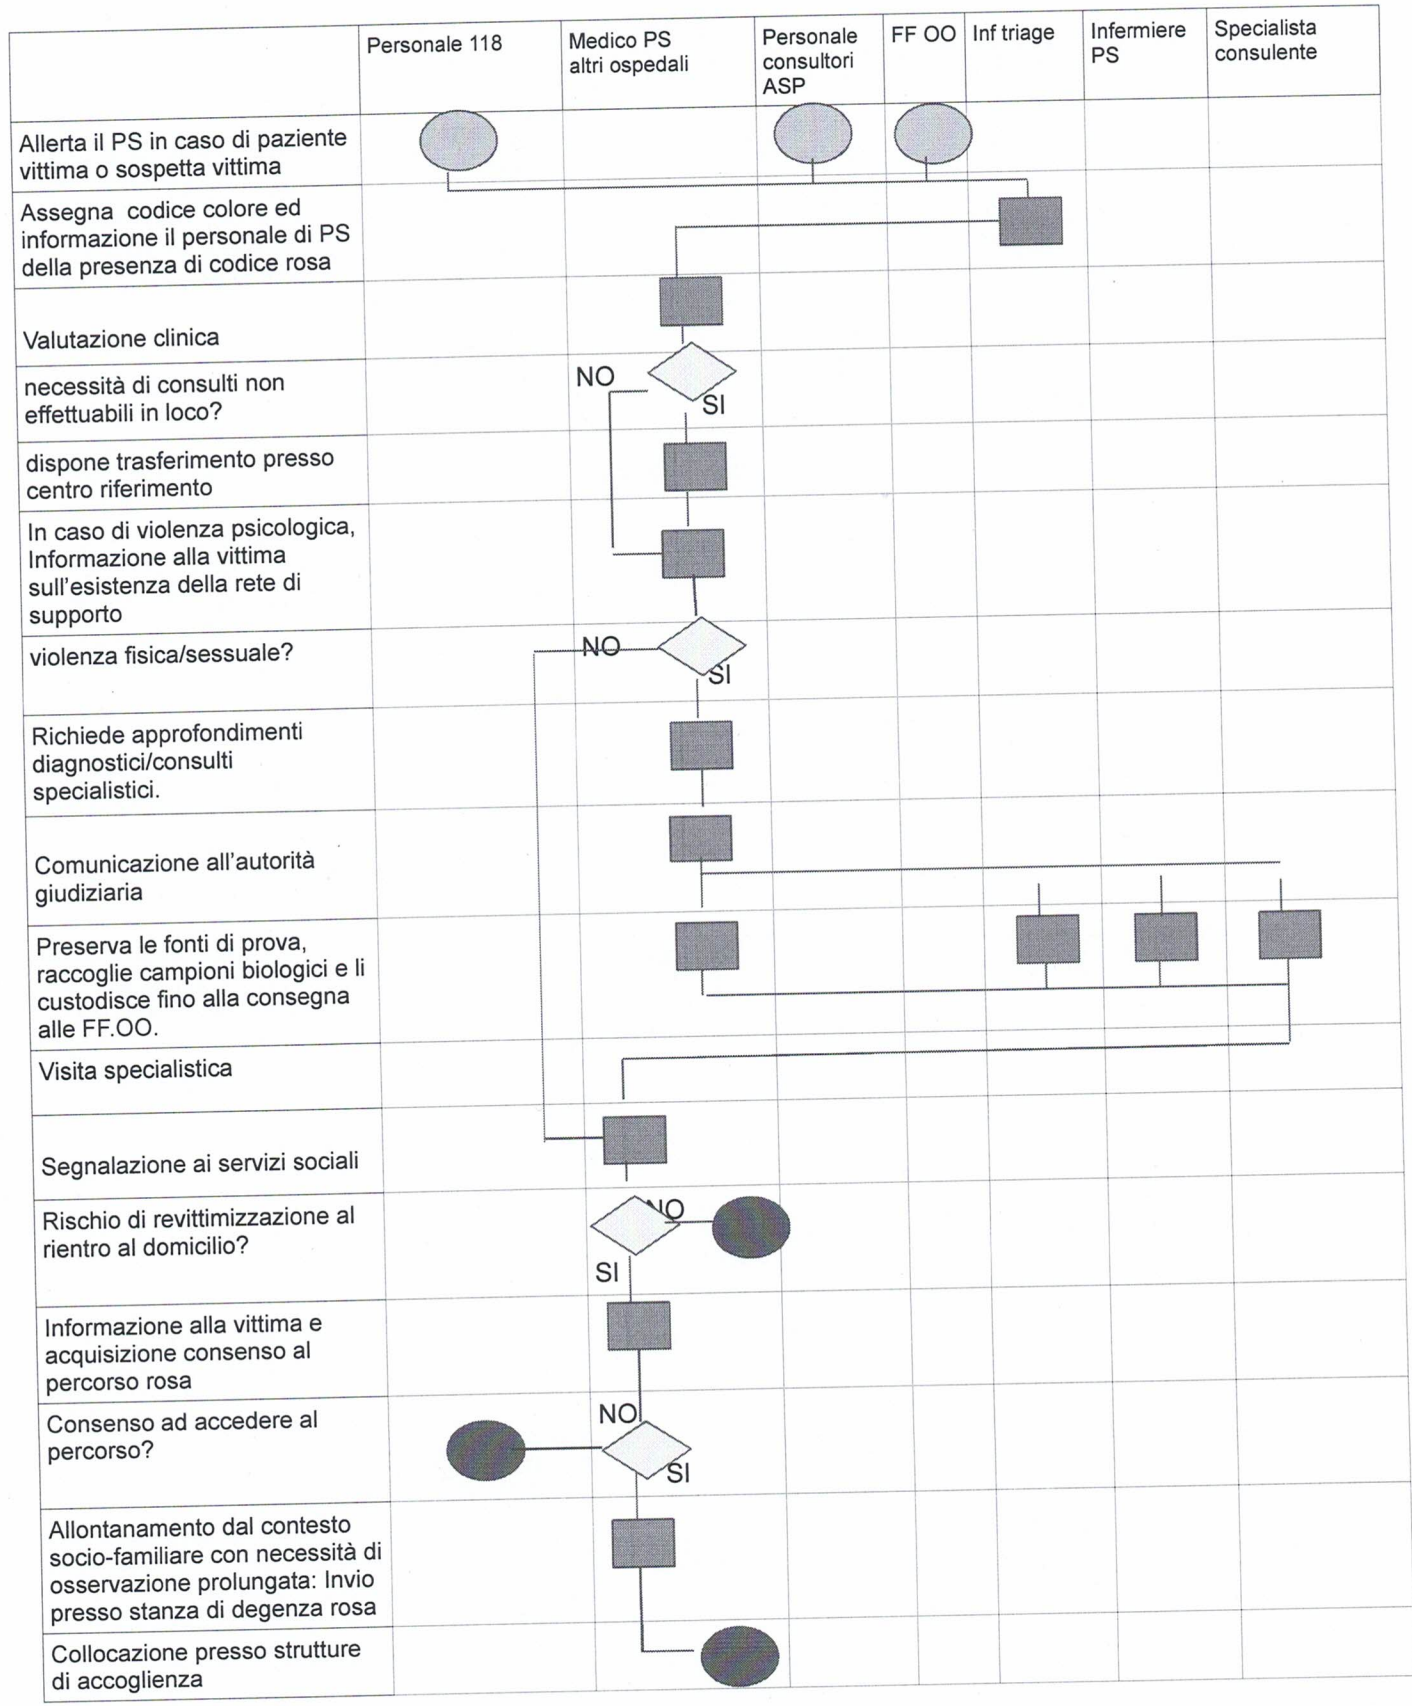 Personale 118
Medico PS
altri ospedali
Personale
consultori
ASP
FF OO
Inf triage
Infermiere
PS
Specialista
consulente
Allerta il PS in caso di paziente
vittima o sospetta vittima
Assegna codice colore ed
informazione il personale di PS
della presenza di codice rosa
Valutazione clinica
necessità di consulti non
effettuabili in loco?
NO
SI
dispone trasferimento presso
centro riferimento
In caso di violenza psicologica,
Informazione alla vittima
sull'esistenza della rete di
supporto
violenza fisica/sessuale?
NO
SI
Richiede approfondimenti
diagnostici/consulti
specialistici.
Comunicazione all'autorità
giudiziaria
Preserva le fonti di prova,
raccoglie campioni biologici e li
custodisce fino alla consegna
alle FF.OO.
Visita specialistica
Segnalazione ai servizi sociali
Rischio di revittimizzazione al
rientro al domicilio?
NO
SI
Informazione alla vittima e
acquisizione consenso al
percorso rosa
Consenso ad accedere al
percorso?
NO
SI
Allontanamento dal contesto
socio-familiare con necessità di
osservazione prolungata: Invio
presso stanza di degenza rosa
Collocazione presso strutture
di accoglienza